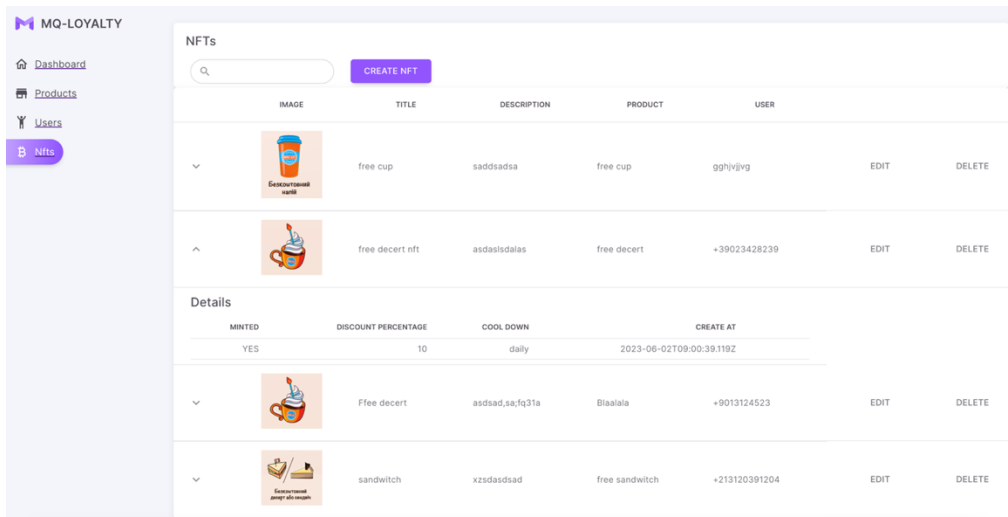 MQ-LOYALTY
Dashboard
Products
Users
Nfts
NFTs
CREATE NFT
IMAGE TITLE DESCRIPTION PRODUCT USER
Безкоштовний
напій
free cup saddsadsa free cup gghjvjjvg EDIT DELETE
free decert nft asdaslsdalas free decert +39023428239 EDIT DELETE
Details
MINTED DISCOUNT PERCENTAGE COOL DOWN CREATE AT
YES 10 daily 2023-06-02T09:00:39.119Z
Ffee decert asdsad,sa;fq31a Blaalala +9013124523 EDIT DELETE
Безкоштовний
десерт або сендвіч
sandwitch xzsdasdsad free sandwitch +213120391204 EDIT DELETE